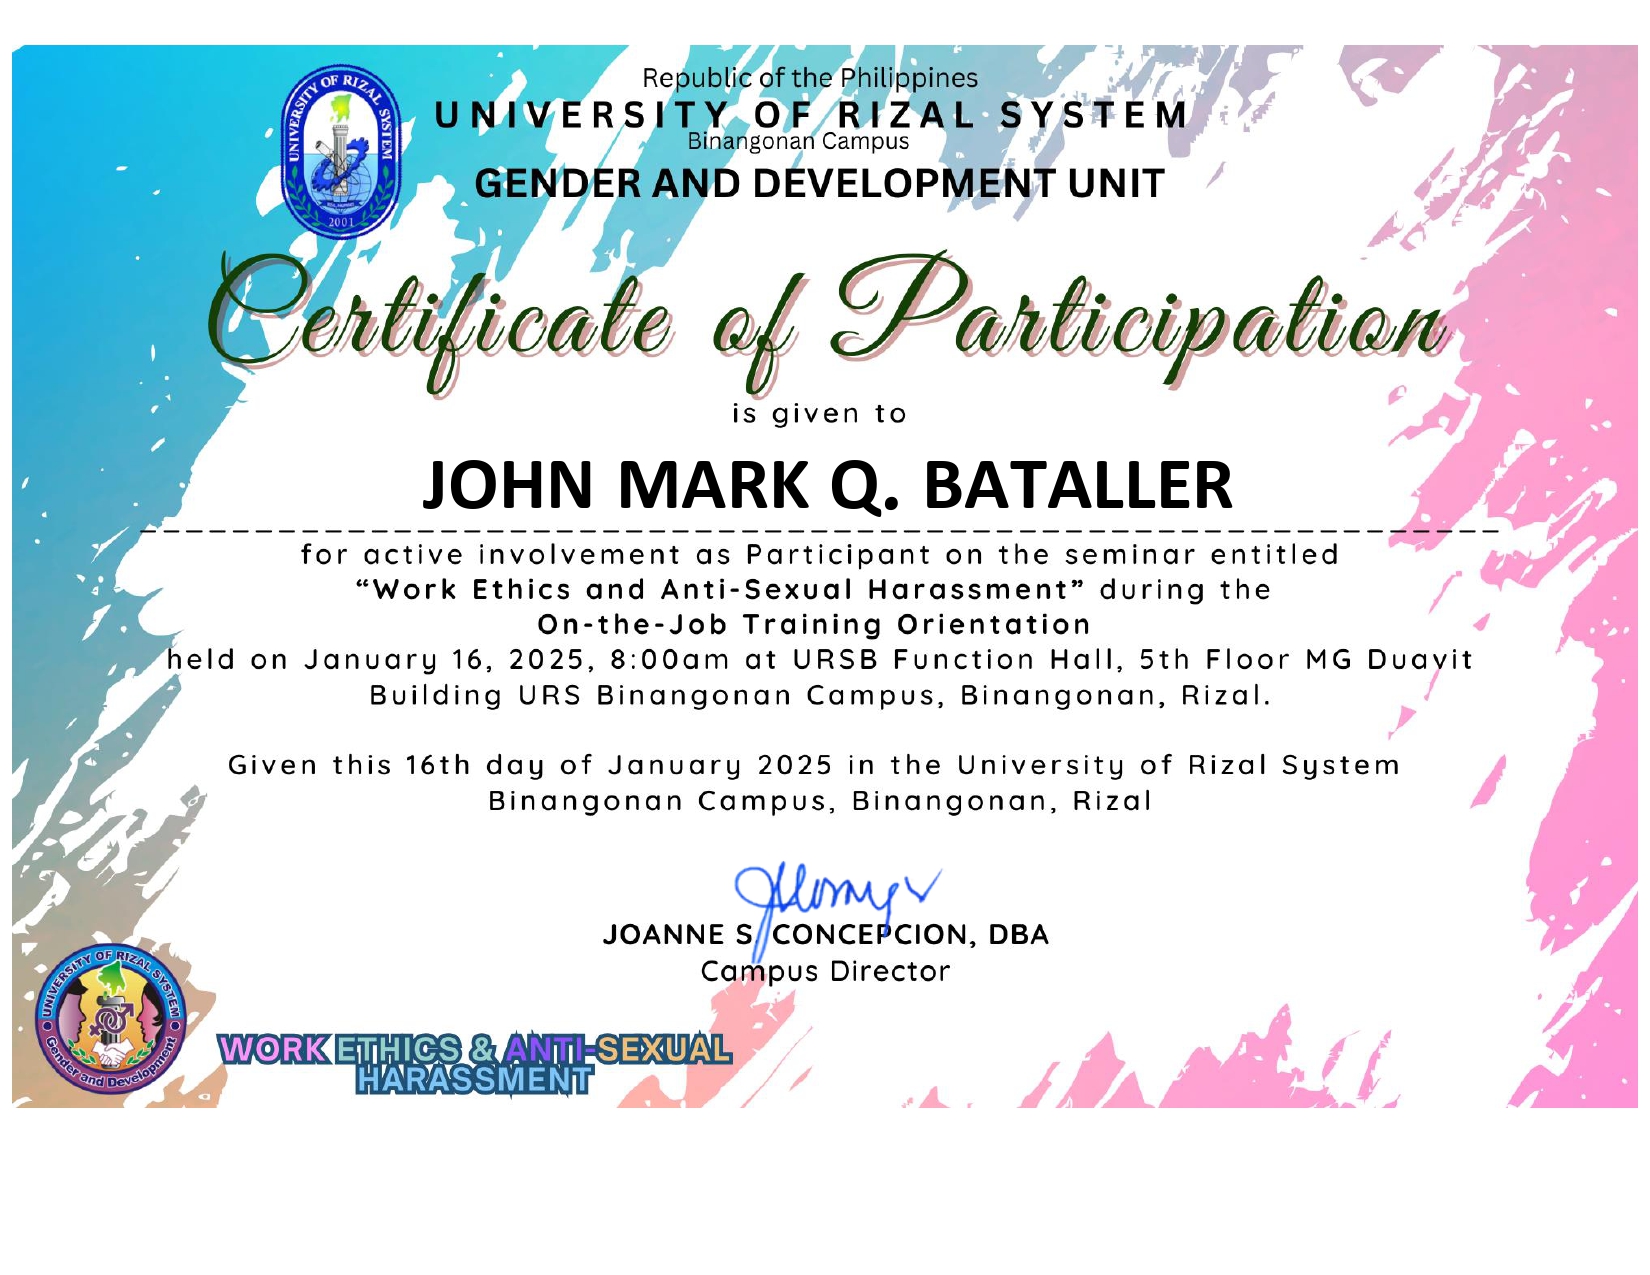 Republic of the Philippines
UNIVERSITY OF RIZAL SYSTEM
Binangonan Campus
GENDER AND DEVELOPMENT UNIT
UNIVERSITY OF RIZAL SYSTEM
2001
Certificate of Participation
is given to
JOHN MARK Q. BATALLER
for active involvement as Participant on the seminar entitled
“Work Ethics and Anti-Sexual Harassment” during the
On-the-Job Training Orientation
held on January 16, 2025, 8:00am at URSB Function Hall, 5th Floor MG Duavit
Building URS Binangonan Campus, Binangonan, Rizal.
Given this 16th day of January 2025 in the University of Rizal System
Binangonan Campus, Binangonan, Rizal
JOANNE S. CONCEPCION, DBA
Campus Director
UNIVERSITY OF RIZAL SYSTEM
Gender and Development
WORK ETHICS & ANTI-SEXUAL
HARASSMENT